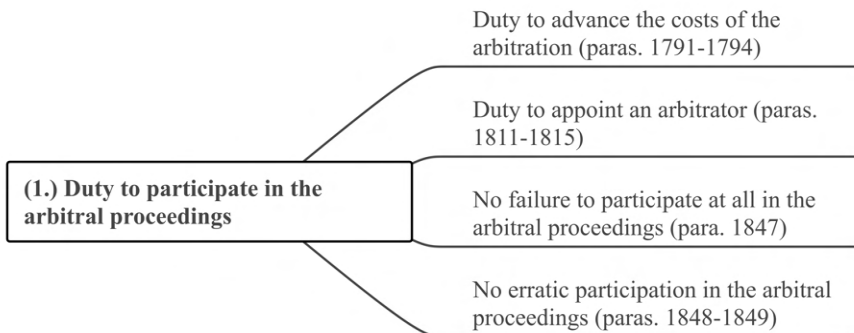 Duty to advance the costs of the
arbitration (paras. 1791-1794)
Duty to appoint an arbitrator (paras.
1811-1815)
(1.) Duty to participate in the
arbitral proceedings
No failure to participate at all in the
arbitral proceedings (para. 1847)
No erratic participation in the arbitral
proceedings (paras. 1848-1849)